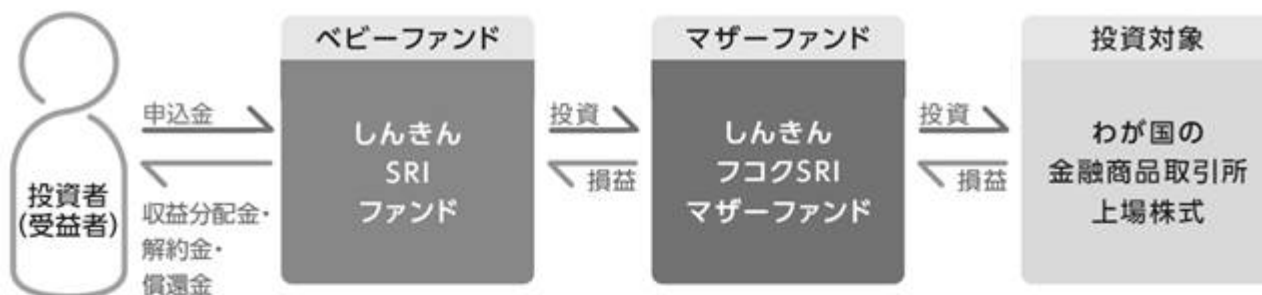 投資者
(受益者)
申込金
収益分配金・
解約金・
償還金
ベビーファンド
しんきん
SRI
ファンド
投資
損益
マザーファンド
しんきん
フコクSRI
マザーファンド
投資
損益
投資対象
わが国の
金融商品取引所
上場株式